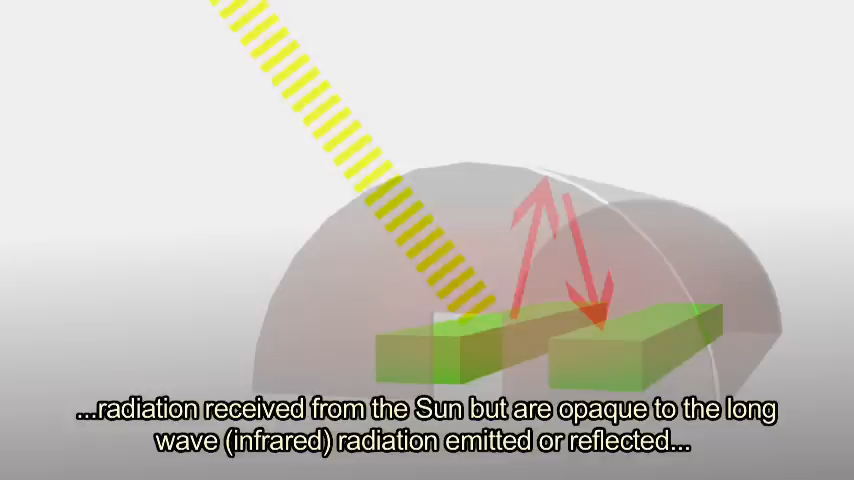 ...radiation received from the Sun but are opaque to the long
wave (infrared) radiation emitted or reflected...